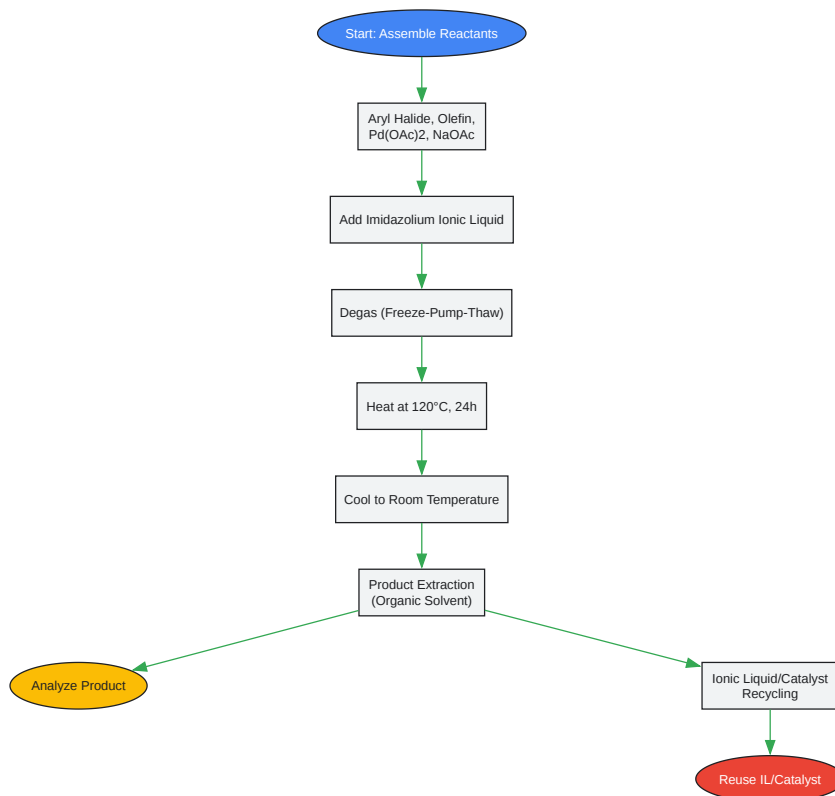 Start: Assemble Reactants
Aryl Halide, Olefin,
Pd(OAc)2, NaOAc
Add Imidazolium Ionic Liquid
Degas (Freeze-Pump-Thaw)
Heat at 120°C, 24h
Cool to Room Temperature
Product Extraction
(Organic Solvent)
Analyze Product
Ionic Liquid/Catalyst
Recycling
Reuse IL/Catalyst